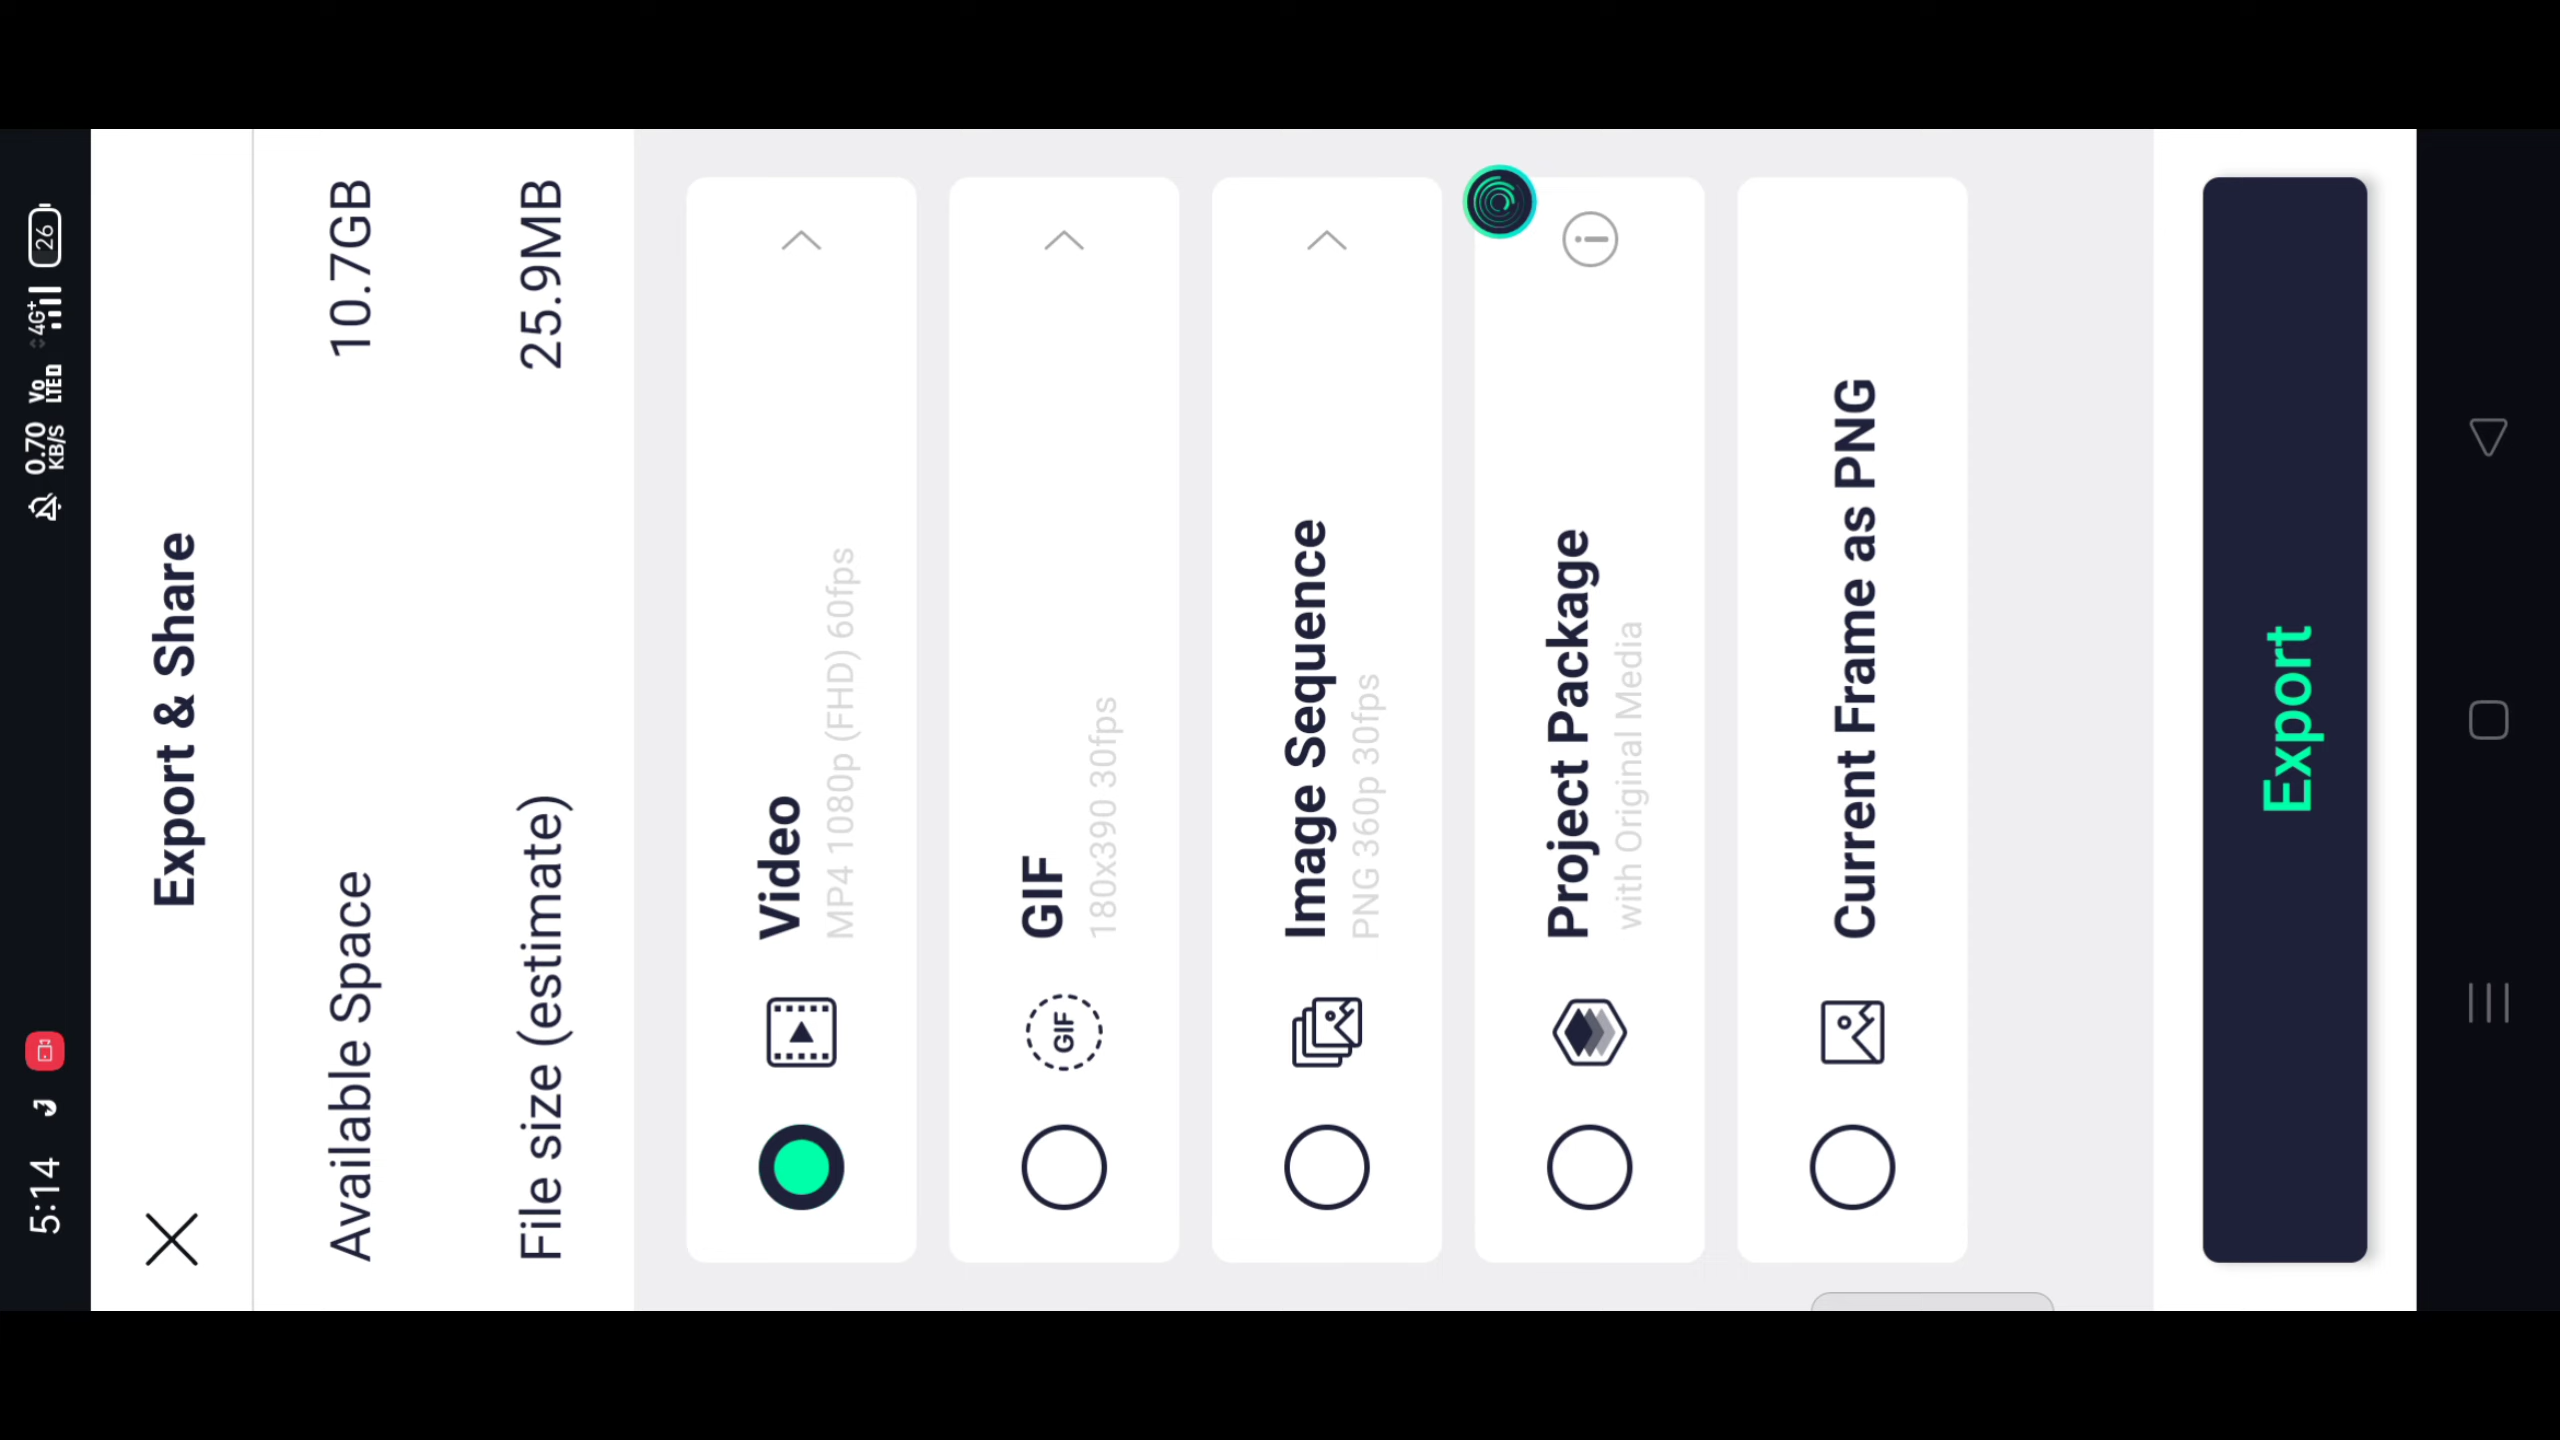 5:14
0.70 KB/S
Vo LTED
4G+
26
Export & Share
Available Space 10.7GB
File size (estimate) 25.9MB
Video
MP4 1080p (FHD) 60fps
GIF
GIF
180x390 30fps
Image Sequence
PNG 360p 30fps
Project Package
with Original Media
Current Frame as PNG
Export